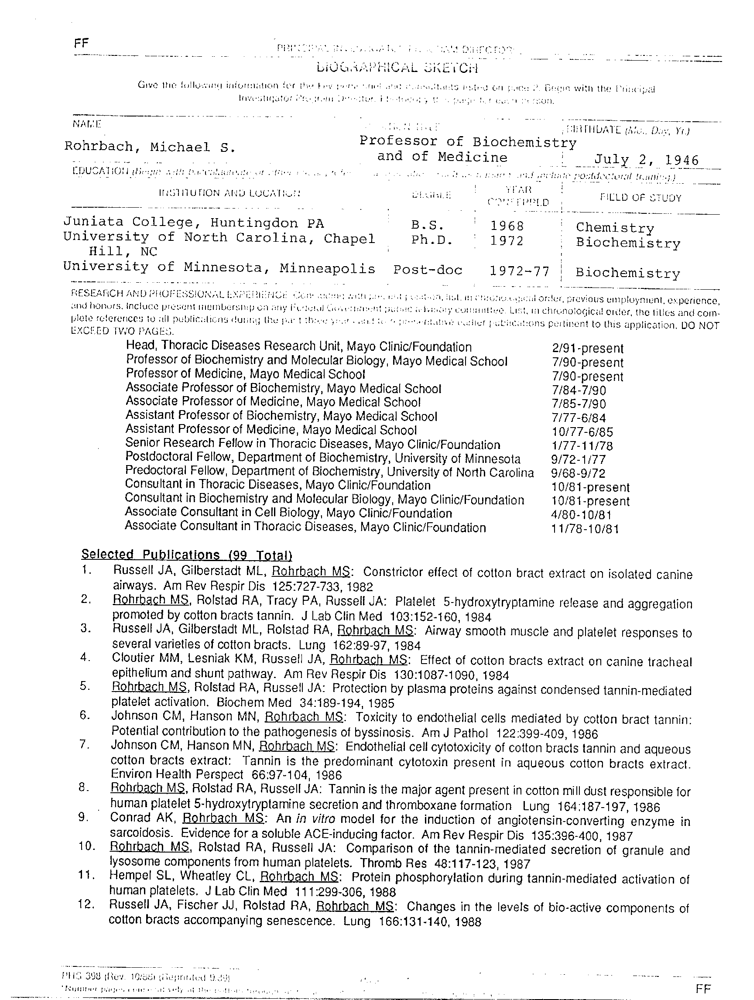 FF
BIOGRAPHICAL SKETCH
Give the following information for the key personnel and consultants listed on page 2. Begin with the Principal
Investigator/Program Director. Photocopy this page for each person.
NAME
BIRTHDATE (Mo., Day, Yr.)
Rohrbach, Michael S.
Professor of Biochemistry
and of Medicine
July 2, 1946
EDUCATION (Begin with baccalaureate or other and include postdoctoral training.)
INSTITUTION AND LOCATION DEGREE YEAR CONFERRED FIELD OF STUDY
Juniata College, Huntingdon PA B.S. 1968 Chemistry
University of North Carolina, Chapel Ph.D. 1972 Biochemistry
Hill, NC
University of Minnesota, Minneapolis Post-doc 1972-77 Biochemistry
RESEARCH AND PROFESSIONAL EXPERIENCE: Concluding with present position, list, in chronological order, previous employment, experience,
and honors. Include present membership on any Federal Government public advisory committee. List, in chronological order, the titles and com-
plete references to all publications during the past three years and to representative earlier publications pertinent to this application. DO NOT
EXCEED TWO PAGES.
Head, Thoracic Diseases Research Unit, Mayo Clinic/Foundation 2/91-present
Professor of Biochemistry and Molecular Biology, Mayo Medical School 7/90-present
Professor of Medicine, Mayo Medical School 7/90-present
Associate Professor of Biochemistry, Mayo Medical School 7/84-7/90
Associate Professor of Medicine, Mayo Medical School 7/85-7/90
Assistant Professor of Biochemistry, Mayo Medical School 7/77-6/84
Assistant Professor of Medicine, Mayo Medical School 10/77-6/85
Senior Research Fellow in Thoracic Diseases, Mayo Clinic/Foundation 1/77-11/78
Postdoctoral Fellow, Department of Biochemistry, University of Minnesota 9/72-1/77
Predoctoral Fellow, Department of Biochemistry, University of North Carolina 9/68-9/72
Consultant in Thoracic Diseases, Mayo Clinic/Foundation 10/81-present
Consultant in Biochemistry and Molecular Biology, Mayo Clinic/Foundation 10/81-present
Associate Consultant in Cell Biology, Mayo Clinic/Foundation 4/80-10/81
Associate Consultant in Thoracic Diseases, Mayo Clinic/Foundation 11/78-10/81
Selected Publications (99 Total)
1. Russell JA, Gilberstadt ML, Rohrbach MS: Constrictor effect of cotton bract extract on isolated canine
airways. Am Rev Respir Dis 125:727-733, 1982
2. Rohrbach MS, Rolstad RA, Tracy PA, Russell JA: Platelet 5-hydroxytryptamine release and aggregation
promoted by cotton bracts tannin. J Lab Clin Med 103:152-160, 1984
3. Russell JA, Gilberstadt ML, Rolstad RA, Rohrbach MS: Airway smooth muscle and platelet responses to
several varieties of cotton bracts. Lung 162:89-97, 1984
4. Cloutier MM, Lesniak KM, Russell JA, Rohrbach MS: Effect of cotton bracts extract on canine tracheal
epithelium and shunt pathway. Am Rev Respir Dis 130:1087-1090, 1984
5. Rohrbach MS, Rolstad RA, Russell JA: Protection by plasma proteins against condensed tannin-mediated
platelet activation. Biochem Med 34:189-194, 1985
6. Johnson CM, Hanson MN, Rohrbach MS: Toxicity to endothelial cells mediated by cotton bract tannin:
Potential contribution to the pathogenesis of byssinosis. Am J Pathol 122:399-409, 1986
7. Johnson CM, Hanson MN, Rohrbach MS: Endothelial cell cytotoxicity of cotton bracts tannin and aqueous
cotton bracts extract: Tannin is the predominant cytotoxin present in aqueous cotton bracts extract.
Environ Health Perspect 66:97-104, 1986
8. Rohrbach MS, Rolstad RA, Russell JA: Tannin is the major agent present in cotton mill dust responsible for
human platelet 5-hydroxytryptamine secretion and thromboxane formation Lung 164:187-197, 1986
9. Conrad AK, Rohrbach MS: An in vitro model for the induction of angiotensin-converting enzyme in
sarcoidosis. Evidence for a soluble ACE-inducing factor. Am Rev Respir Dis 135:396-400, 1987
10. Rohrbach MS, Rolstad RA, Russell JA: Comparison of the tannin-mediated secretion of granule and
lysosome components from human platelets. Thromb Res 48:117-123, 1987
11. Hempel SL, Wheatley CL, Rohrbach MS: Protein phosphorylation during tannin-mediated activation of
human platelets. J Lab Clin Med 111:299-306, 1988
12. Russell JA, Fischer JJ, Rolstad RA, Rohrbach MS: Changes in the levels of bio-active components of
cotton bracts accompanying senescence. Lung 166:131-140, 1988
PHS 398 (Rev. 10/88) (Reprinted 9/89)
FF